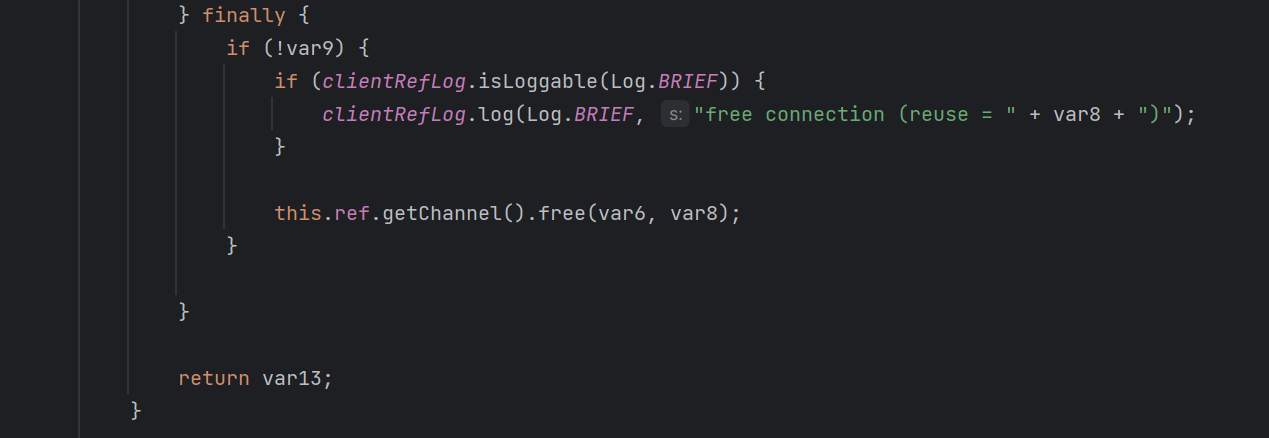 } finally {
if (!var9) {
if (clientRefLog.isLoggable(Log.BRIEF)) {
clientRefLog.log(Log.BRIEF, s: "free connection (reuse = " + var8 + ")");
}
this.ref.getChannel().free(var6, var8);
}
}
return var13;
}